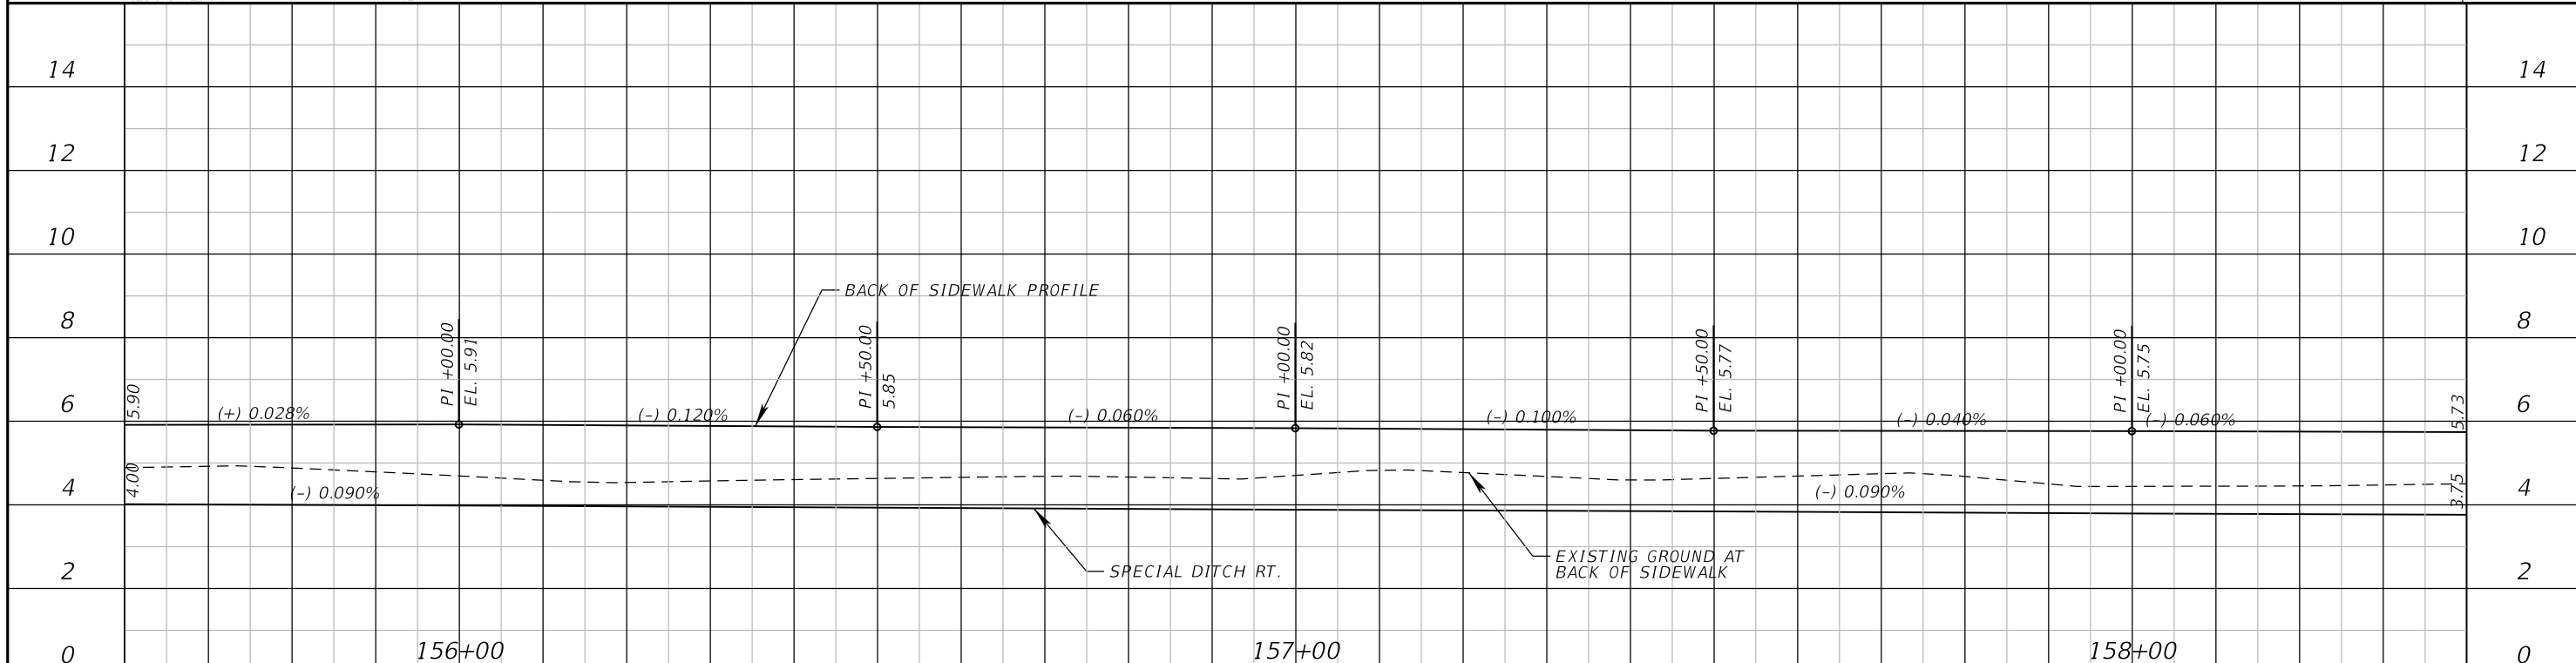 14
14
12
12
10
10
BACK OF SIDEWALK PROFILE
8
8
PI +00.00
EL. 5.91
PI +50.00
5.85
PI +00.00
EL. 5.82
PI +50.00
EL. 5.77
PI +00.00
EL. 5.75
6
5.90
(+) 0.028%
(-) 0.120%
(-) 0.060%
(-) 0.100%
(-) 0.040%
(-) 0.060%
5.73
6
4
4.00
(-) 0.090%
(-) 0.090%
3.75
4
2
SPECIAL DITCH RT.
EXISTING GROUND AT
BACK OF SIDEWALK
2
0
156+00
157+00
158+00
0